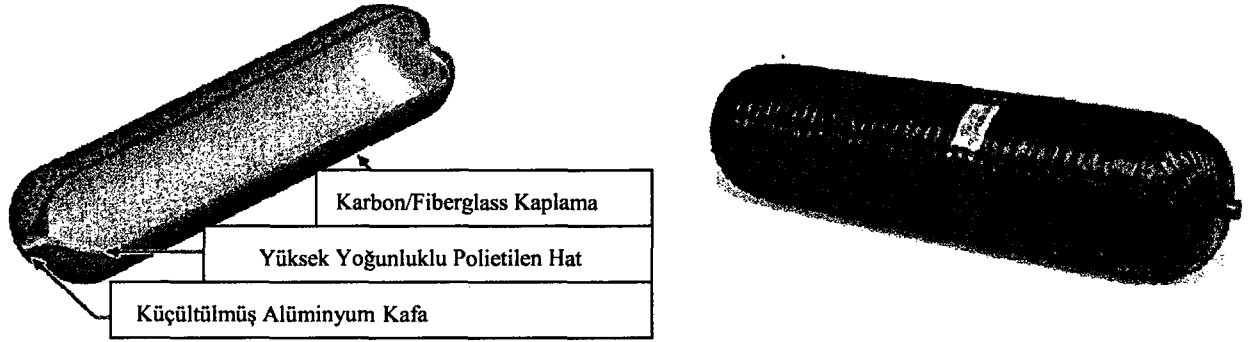 Karbon/Fiberglass Kaplama
Yüksek Yoğunluklu Polietilen Hat
Küçültülmüş Alüminyum Kafa